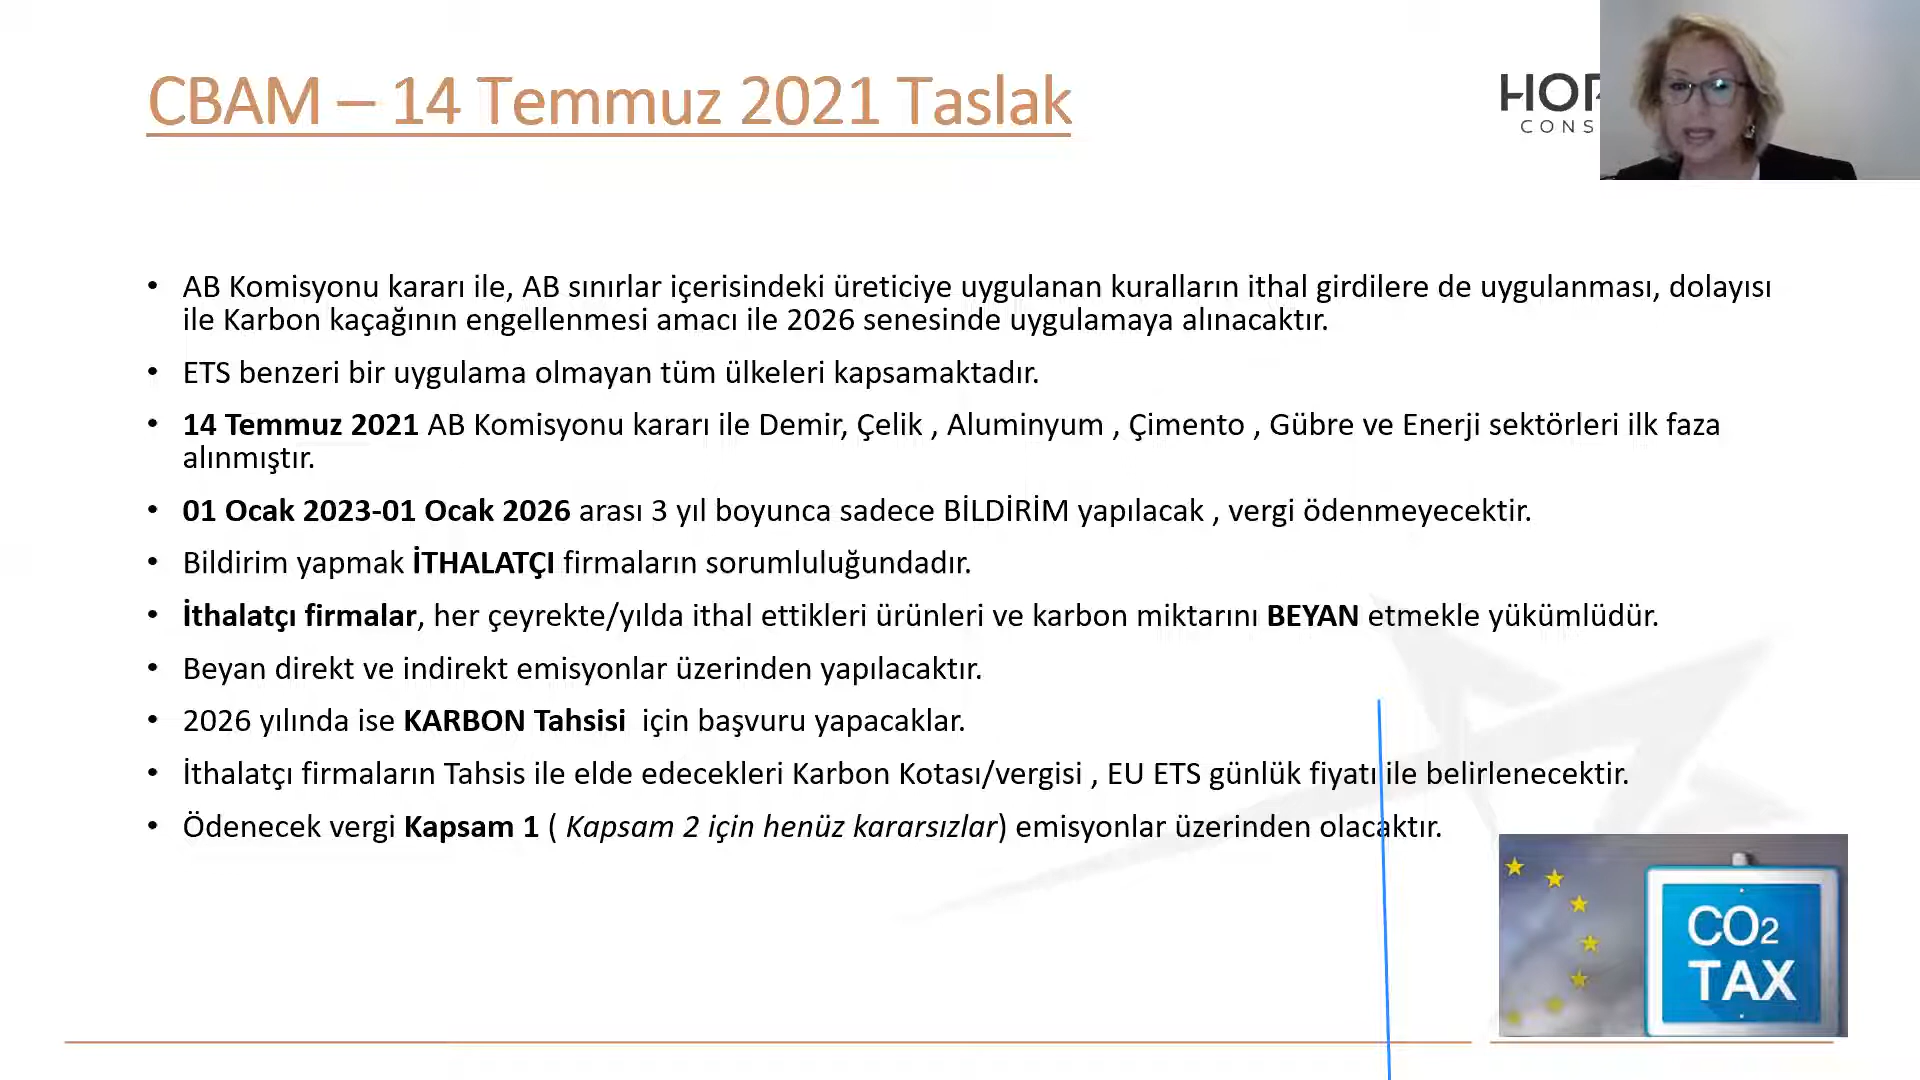 CBAM – 14 Temmuz 2021 Taslak
• AB Komisyonu kararı ile, AB sınırlar içerisindeki üreticiye uygulanan kuralların ithal girdilere de uygulanması, dolayısı
ile Karbon kaçağının engellenmesi amacı ile 2026 senesinde uygulamaya alınacaktır.
• ETS benzeri bir uygulama olmayan tüm ülkeleri kapsamaktadır.
• 14 Temmuz 2021 AB Komisyonu kararı ile Demir, Çelik , Aluminyum , Çimento , Gübre ve Enerji sektörleri ilk faza
alınmıştır.
• 01 Ocak 2023-01 Ocak 2026 arası 3 yıl boyunca sadece BİLDİRİM yapılacak , vergi ödenmeyecektir.
• Bildirim yapmak İTHALATÇI firmaların sorumluluğundadır.
• İthalatçı firmalar, her çeyrekte/yılda ithal ettikleri ürünleri ve karbon miktarını BEYAN etmekle yükümlüdür.
• Beyan direkt ve indirekt emisyonlar üzerinden yapılacaktır.
• 2026 yılında ise KARBON Tahsisi  için başvuru yapacaklar.
• İthalatçı firmaların Tahsis ile elde edecekleri Karbon Kotası/vergisi , EU ETS günlük fiyatı ile belirlenecektir.
• Ödenecek vergi Kapsam 1 ( Kapsam 2 için henüz kararsızlar) emisyonlar üzerinden olacaktır.
CO2
TAX